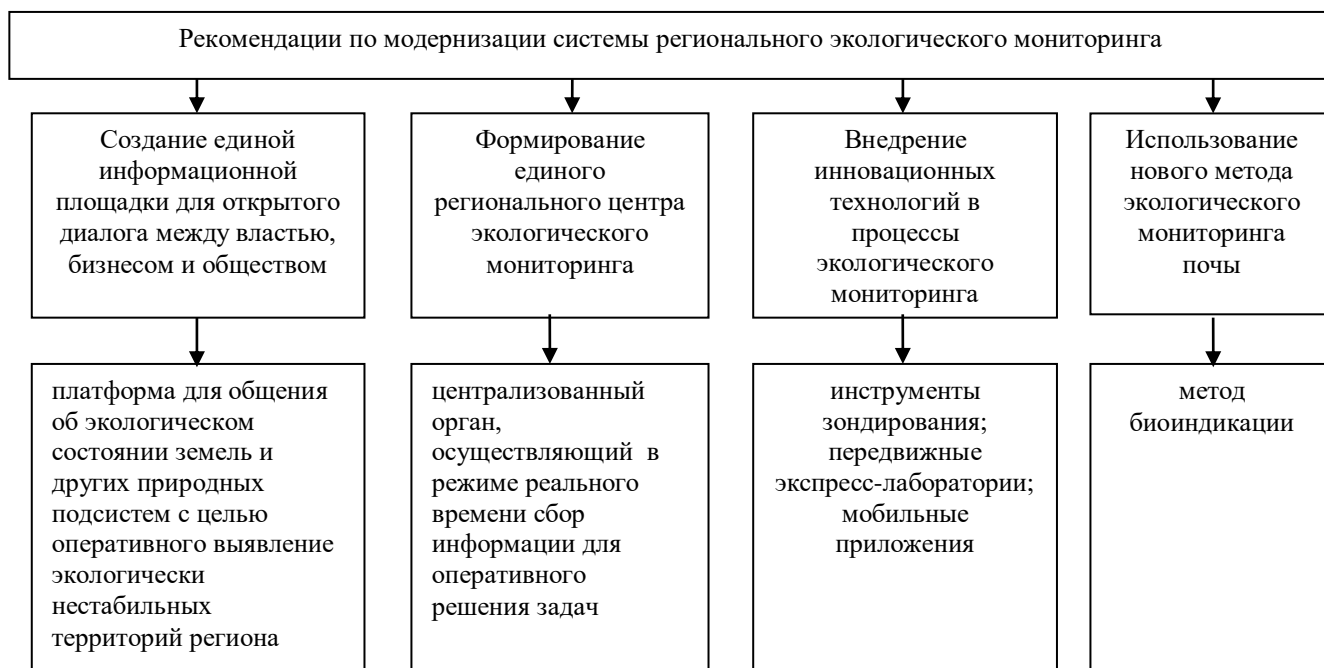 Рекомендации по модернизации системы регионального экологического мониторинга
Создание единой
информационной
площадки для открытого
диалога между властью,
бизнесом и обществом
Формирование
единого
регионального центра
экологического
мониторинга
Внедрение
инновационных
технологий в
процессы
экологического
мониторинга
Использование
нового метода
экологического
мониторинга
почы
платформа для общения
об экологическом
состоянии земель и
других природных
подсистем с целью
оперативного выявление
экологически
нестабильных
территорий региона
централизованный
орган,
осуществляющий в
режиме реального
времени сбор
информации для
оперативного
решения задач
инструменты
зондирования;
передвижные
экспресс-лаборатории;
мобильные
приложения
метод
биоиндикации